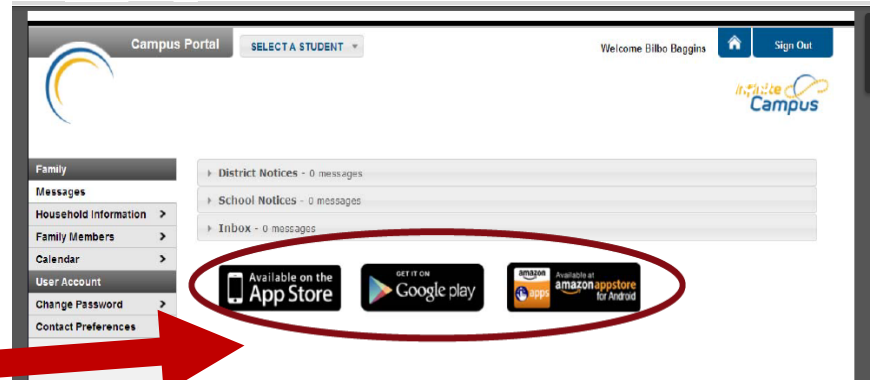 Campus Portal
SELECT A STUDENT
Welcome Bilbo Baggins
Sign Out
Infinite
Campus
Family
Messages
Household Information >
Family Members >
Calendar >
User Account
Change Password >
Contact Preferences
District Notices - 0 messages
School Notices - 0 messages
Inbox - 0 messages
Available on the
App Store
GET IT ON
Google play
amazon
apps
Available at
amazon appstore
for Android